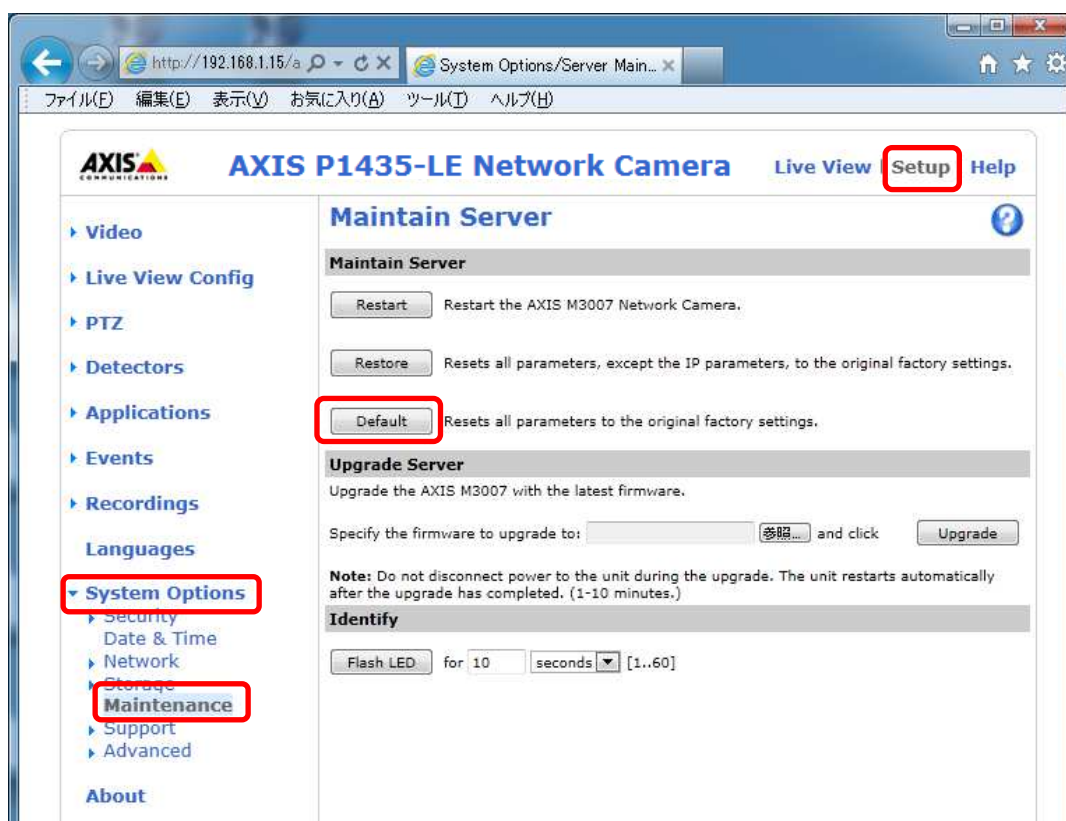 http://192.168.1.15/a
System Options/Server Main...
ファイル(F) 編集(E) 表示(V) お気に入り(A) ツール(T) ヘルプ(H)
AXIS
COMMUNICATIONS
AXIS P1435-LE Network Camera
Live View | Setup | Help
Video
Live View Config
PTZ
Detectors
Applications
Events
Recordings
Languages
System Options
Security
Date & Time
Network
Storage
Maintenance
Support
Advanced
About
Maintain Server
?
Maintain Server
Restart Restart the AXIS M3007 Network Camera.
Restore Resets all parameters, except the IP parameters, to the original factory settings.
Default Resets all parameters to the original factory settings.
Upgrade Server
Upgrade the AXIS M3007 with the latest firmware.
Specify the firmware to upgrade to: 参照... and click Upgrade
Note: Do not disconnect power to the unit during the upgrade. The unit restarts automatically
after the upgrade has completed. (1-10 minutes.)
Identify
Flash LED for 10 seconds [1..60]